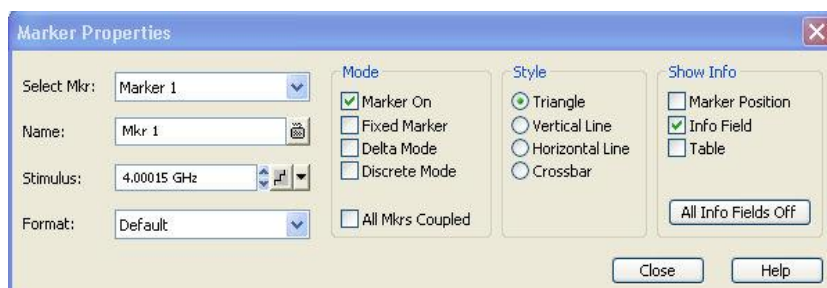 Marker Properties
Select Mkr: Marker 1
Name: Mkr 1
Stimulus: 4.00015 GHz
Format: Default
Mode
Marker On
Fixed Marker
Delta Mode
Discrete Mode
All Mkrs Coupled
Style
Triangle
Vertical Line
Horizontal Line
Crossbar
Show Info
Marker Position
Info Field
Table
All Info Fields Off
Close
Help